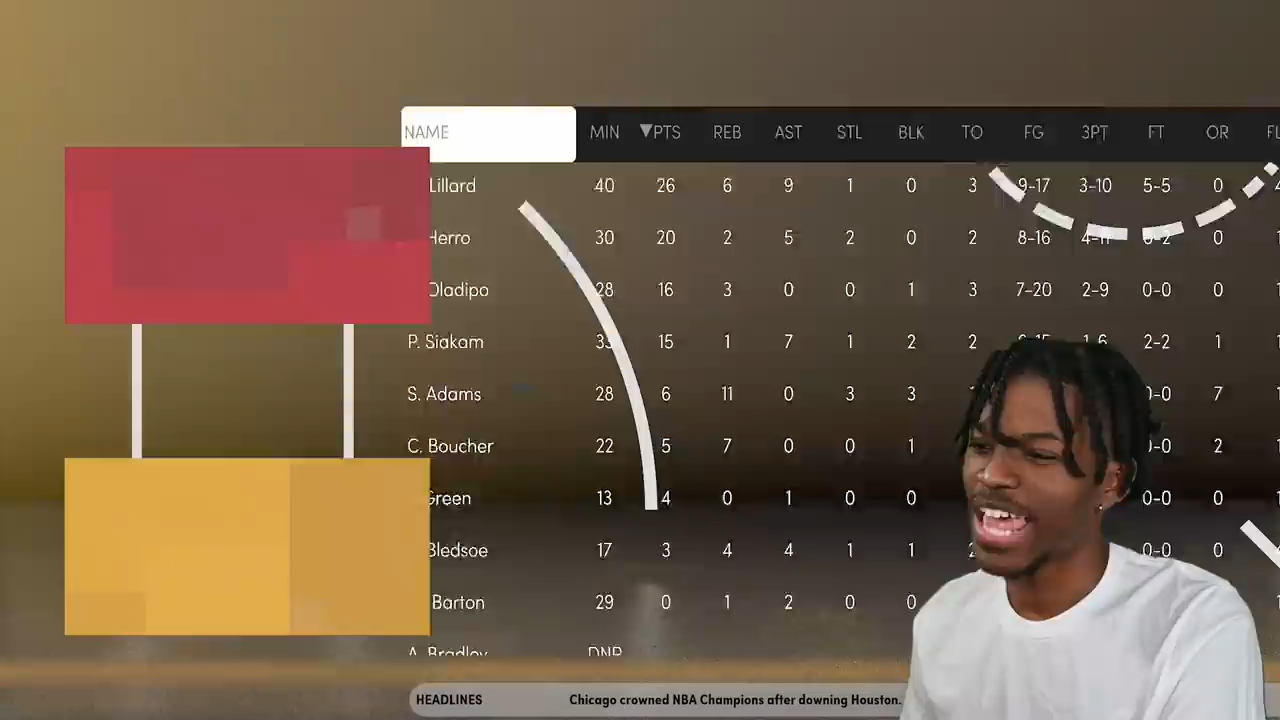 NAME MIN ▼PTS REB AST STL BLK TO FG 3PT FT OR
Lillard 40 26 6 9 1 0 3 9-17 3-10 5-5 0
Herro 30 20 2 5 2 0 2 8-16 4-11 0-2 0
Oladipo 28 16 3 0 0 1 3 7-20 2-9 0-0 0
P. Siakam 33 15 1 7 1 2 2 2-2 1
S. Adams 28 6 11 0 3 3 7
C. Boucher 22 5 7 0 0 1 2
Green 13 4 0 1 0 0 0-0 0
Bledsoe 17 3 4 4 1 1 0-0 0
Barton 29 0 1 2 0 0
A. Bradley DNP
HEADLINES Chicago crowned NBA Champions after downing Houston.